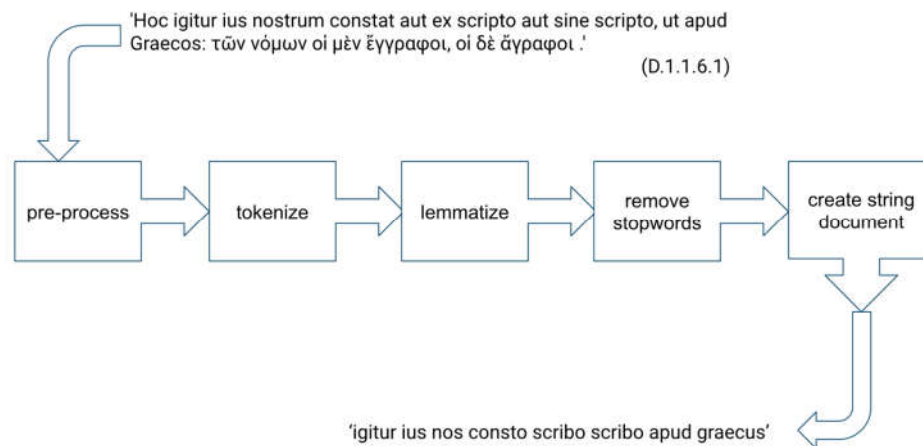 'Hoc igitur ius nostrum constat aut ex scripto aut sine scripto, ut apud
Graecos: τῶν νόμων οἱ μὲν ἔγγραφοι, οἱ δὲ ἄγραφοι .'
(D.1.1.6.1)
pre-process
tokenize
lemmatize
remove
stopwords
create string
document
‘igitur ius nos consto scribo scribo apud graecus’